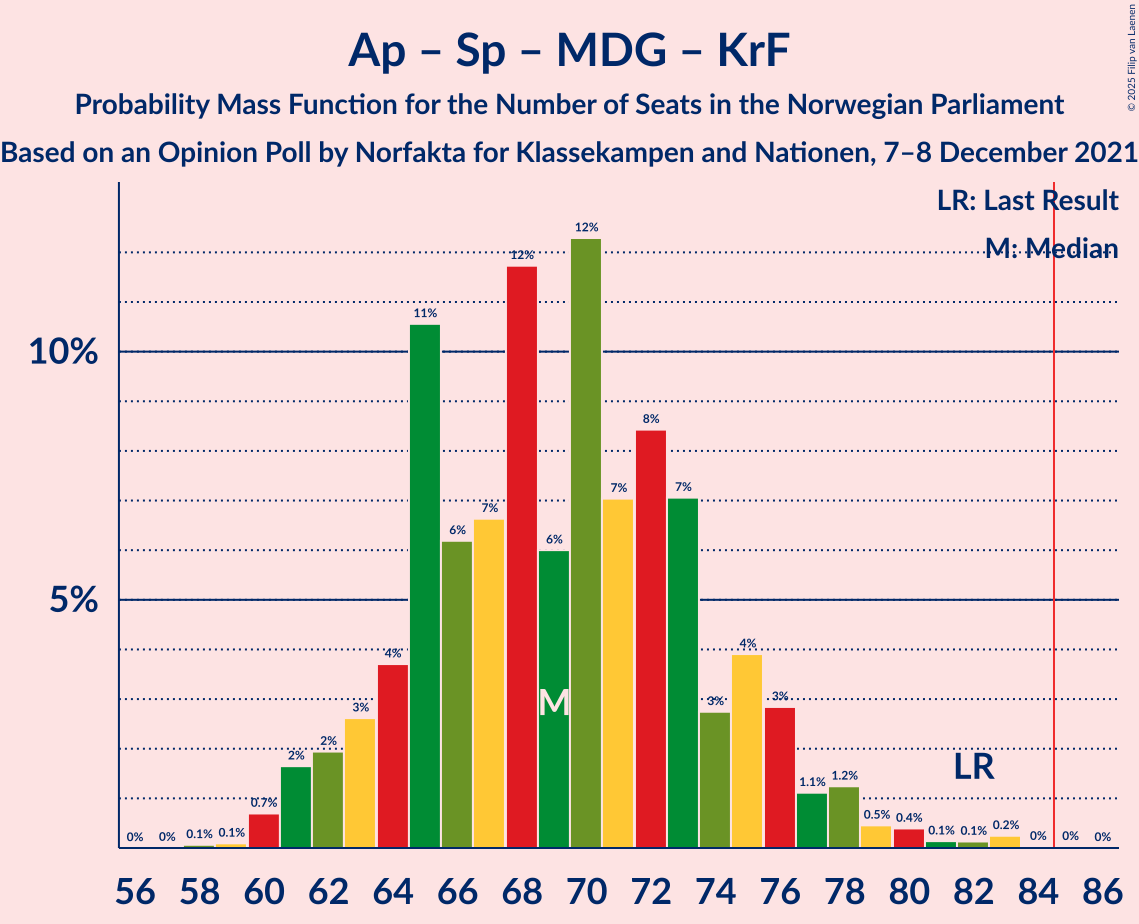 Ap – Sp – MDG – KrF
Probability Mass Function for the Number of Seats in the Norwegian Parliament
Based on an Opinion Poll by Norfakta for Klassekampen and Nationen, 7–8 December 2021
© 2025 Filip van Laenen
LR: Last Result
M: Median
10%
5%
0% 0% 0.1% 0.1% 0.7% 2% 2% 3% 4% 11% 6% 7% 12% 6% 12% 7% 8% 7% 3% 4% 3% 1.1% 1.2% 0.5% 0.4% 0.1% 0.1% 0.2% 0% 0% 0%
M
LR
56 58 60 62 64 66 68 70 72 74 76 78 80 82 84 86